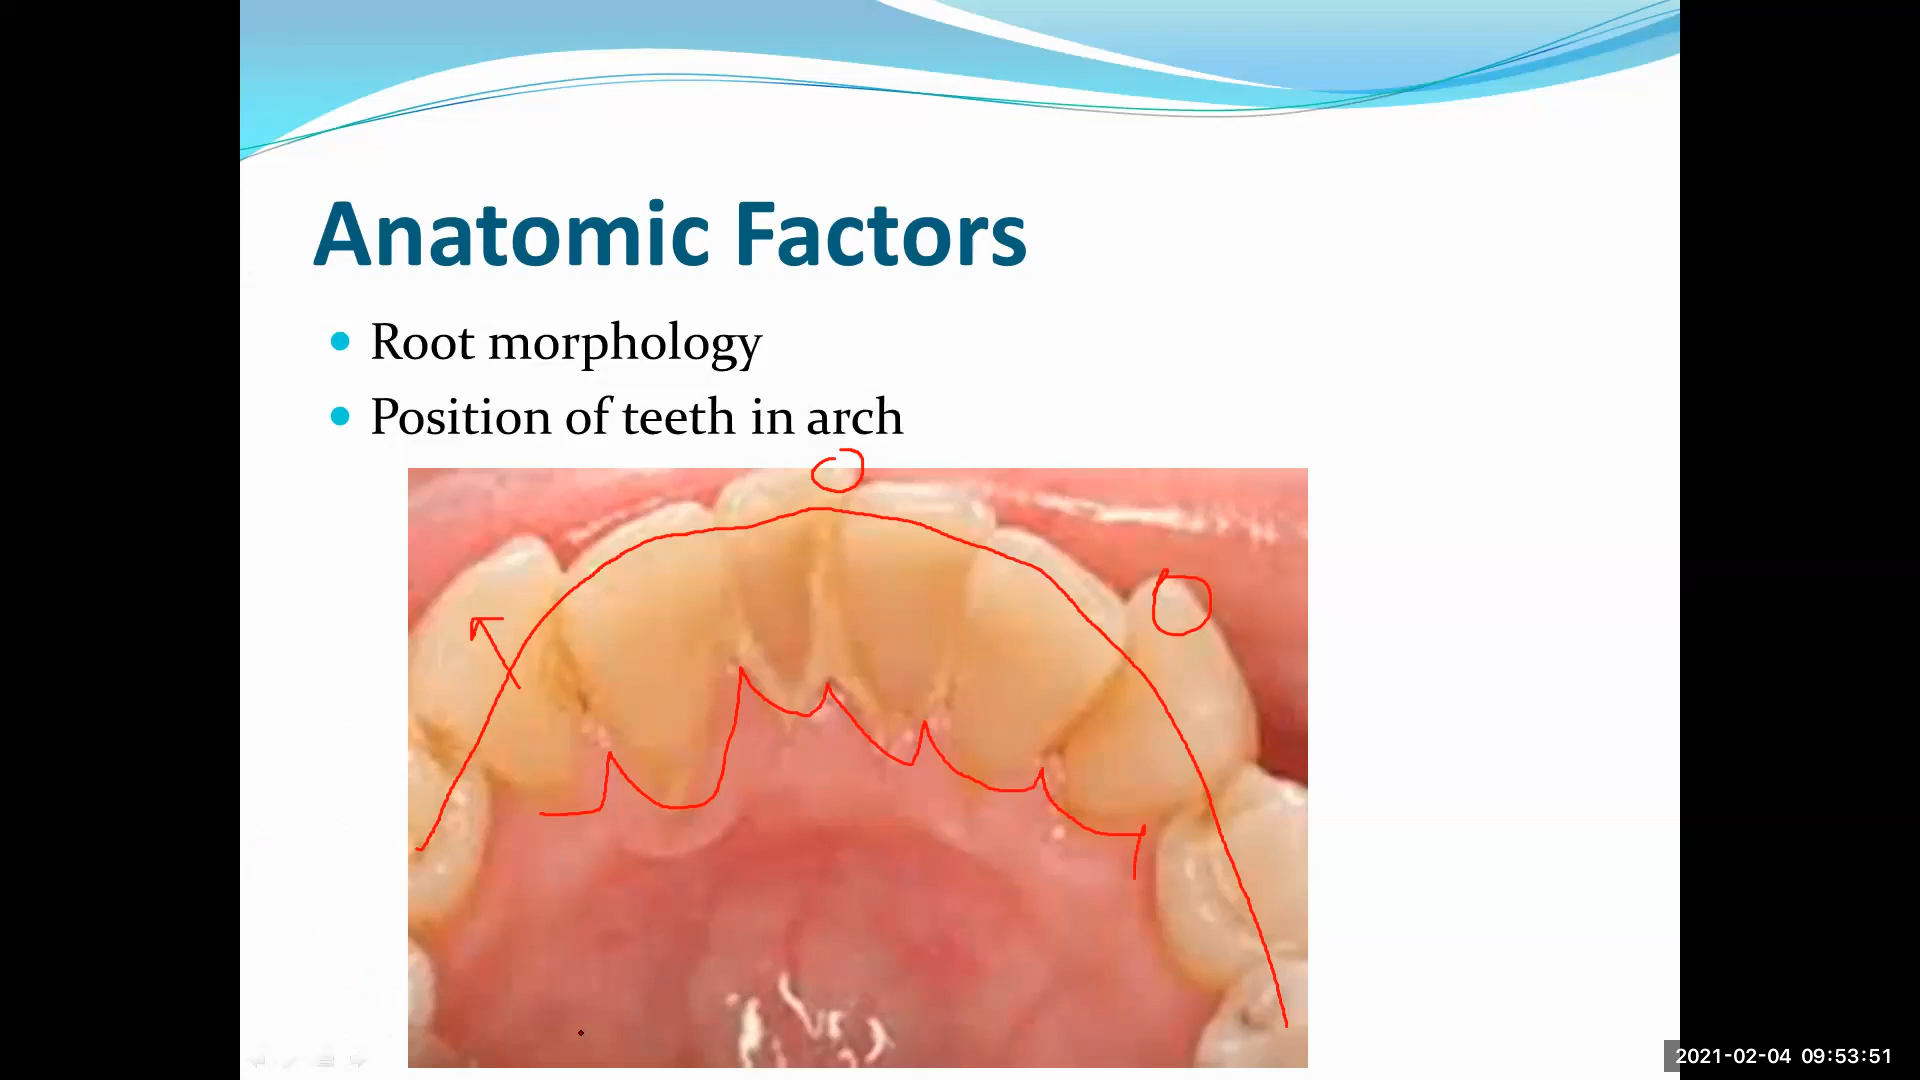 Anatomic Factors
Root morphology
Position of teeth in arch
2021-02-04 09:53:51